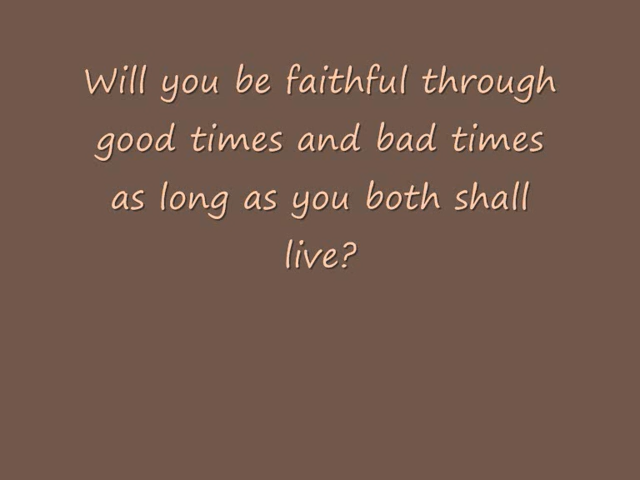 Will you be faithful through
good times and bad times
as long as you both shall
live?